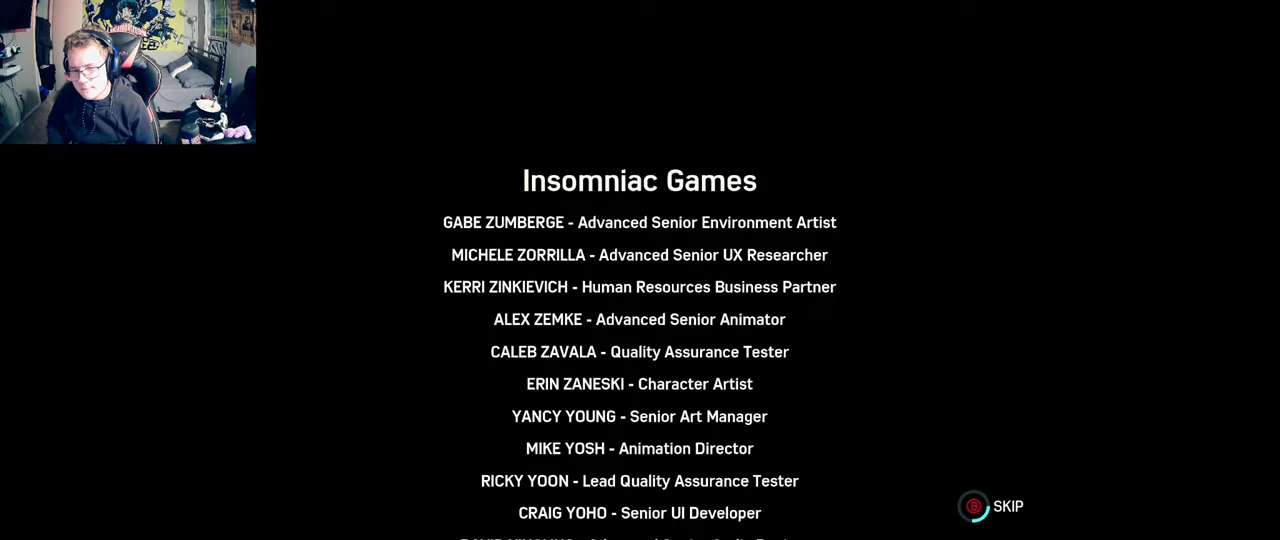 Insomniac Games
GABE ZUMBERGE - Advanced Senior Environment Artist
MICHELE ZORRILLA - Advanced Senior UX Researcher
KERRI ZINKIEVICH - Human Resources Business Partner
ALEX ZEMKE - Advanced Senior Animator
CALEB ZAVALA - Quality Assurance Tester
ERIN ZANESKI - Character Artist
YANCY YOUNG - Senior Art Manager
MIKE YOSH - Animation Director
RICKY YOON - Lead Quality Assurance Tester
CRAIG YOHO - Senior UI Developer
B SKIP